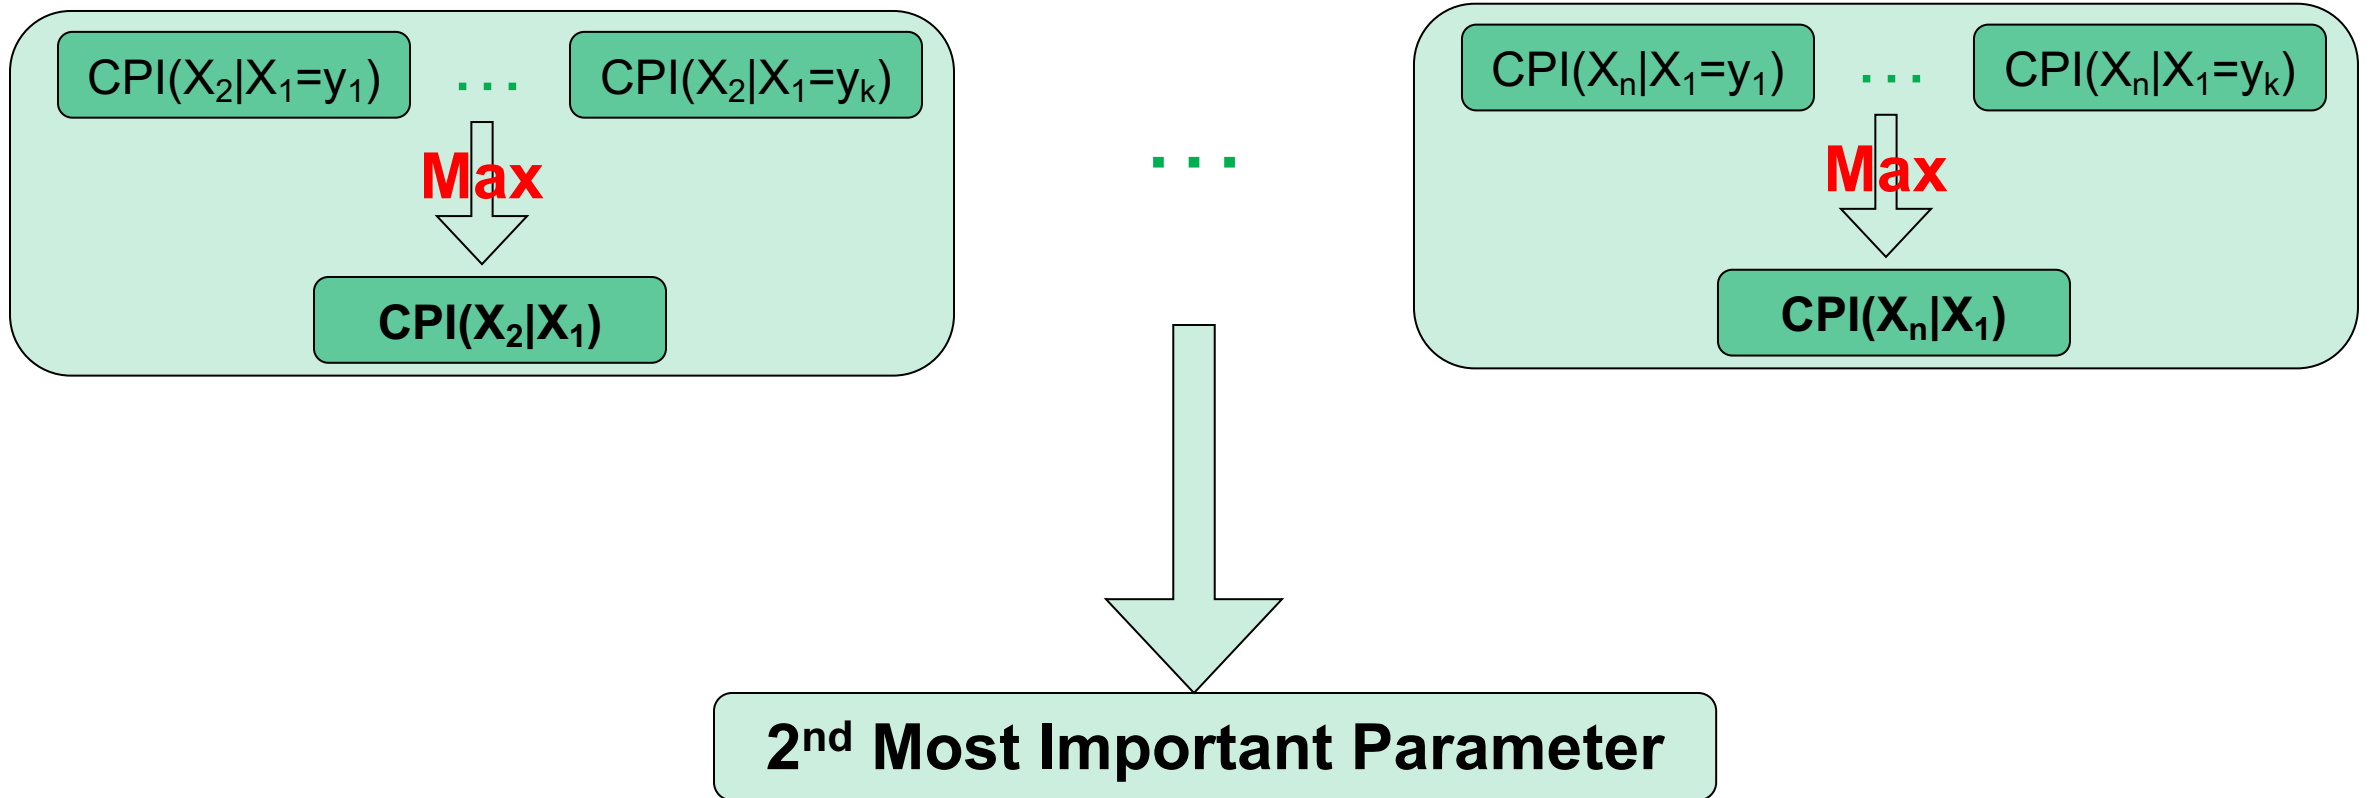 CPI(X₂|X₁=y₁) ... CPI(X₂|X₁=yₖ)
Max
CPI(X₂|X₁)
...
CPI(Xₙ|X₁=y₁) ... CPI(Xₙ|X₁=yₖ)
Max
CPI(Xₙ|X₁)
2ⁿᵈ Most Important Parameter